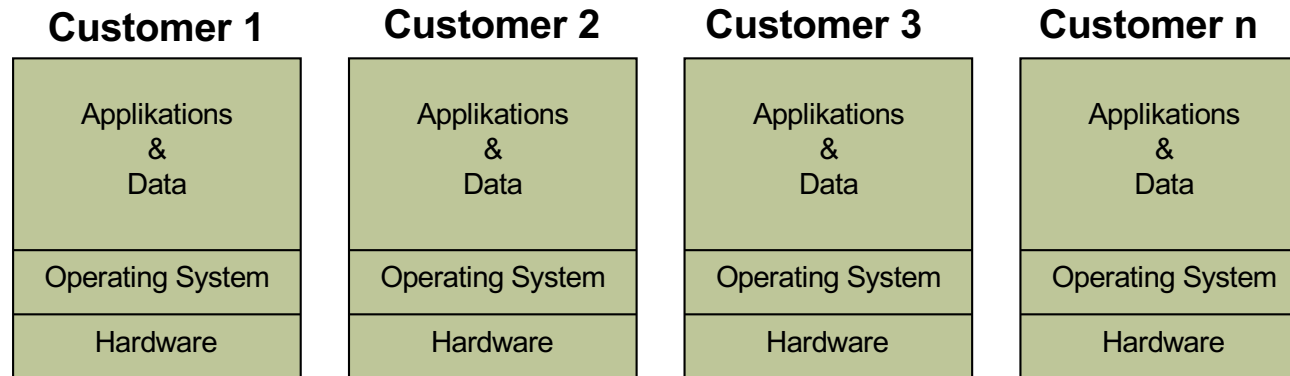 Customer 1
Applikations
&
Data
Operating System
Hardware
Customer 2
Applikations
&
Data
Operating System
Hardware
Customer 3
Applikations
&
Data
Operating System
Hardware
Customer n
Applikations
&
Data
Operating System
Hardware